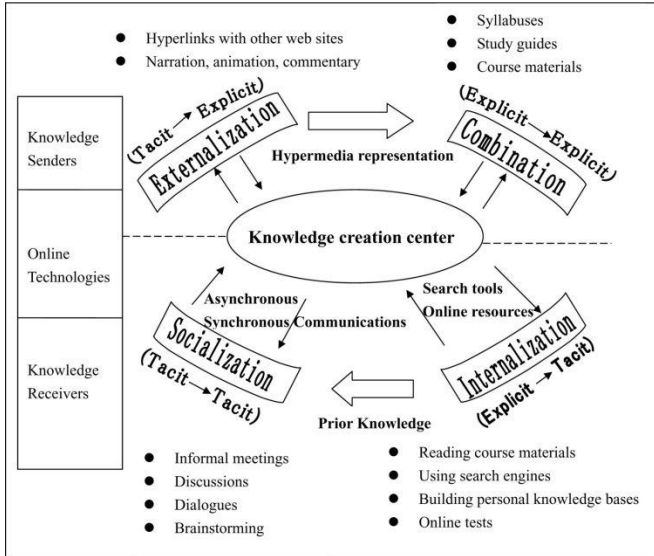 ● Hyperlinks with other web sites
● Narration, animation, commentary
● Syllabuses
● Study guides
● Course materials
Knowledge
Senders
(Tacit → Explicit)
Externalization
Hypermedia representation
(Explicit → Explicit)
Combination
Online
Technologies
Knowledge creation center
Knowledge
Receivers
Asynchronous
Synchronous Communications
Socialization
(Tacit → Tacit)
Search tools
Online resources
Internalization
(Explicit → Tacit)
Prior Knowledge
● Informal meetings
● Discussions
● Dialogues
● Brainstorming
● Reading course materials
● Using search engines
● Building personal knowledge bases
● Online tests